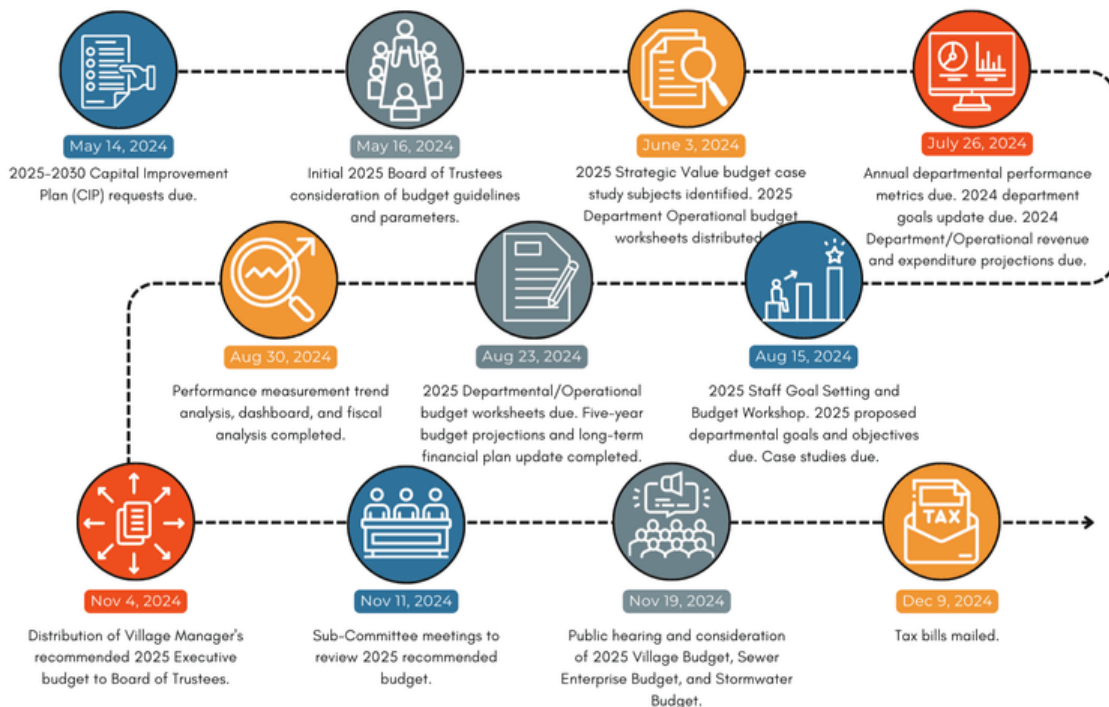 May 14, 2024
2025-2030 Capital Improvement
Plan (CIP) requests due.
May 16, 2024
Initial 2025 Board of Trustees
consideration of budget guidelines
and parameters.
June 3, 2024
2025 Strategic Value budget case
study subjects identified. 2025
Department Operational budget
worksheets distributed
July 26, 2024
Annual departmental performance
metrics due. 2024 department
goals update due. 2024
Department/Operational revenue
and expenditure projections due.
Aug 15, 2024
2025 Staff Goal Setting and
Budget Workshop. 2025 proposed
departmental goals and objectives
due. Case studies due.
Aug 23, 2024
2025 Departmental/Operational
budget worksheets due. Five-year
budget projections and long-term
financial plan update completed.
Aug 30, 2024
Performance measurement trend
analysis, dashboard, and fiscal
analysis completed.
Nov 4, 2024
Distribution of Village Manager's
recommended 2025 Executive
budget to Board of Trustees.
Nov 11, 2024
Sub-Committee meetings to
review 2025 recommended
budget.
Nov 19, 2024
Public hearing and consideration
of 2025 Village Budget, Sewer
Enterprise Budget, and Stormwater
Budget.
TAX
Dec 9, 2024
Tax bills mailed.